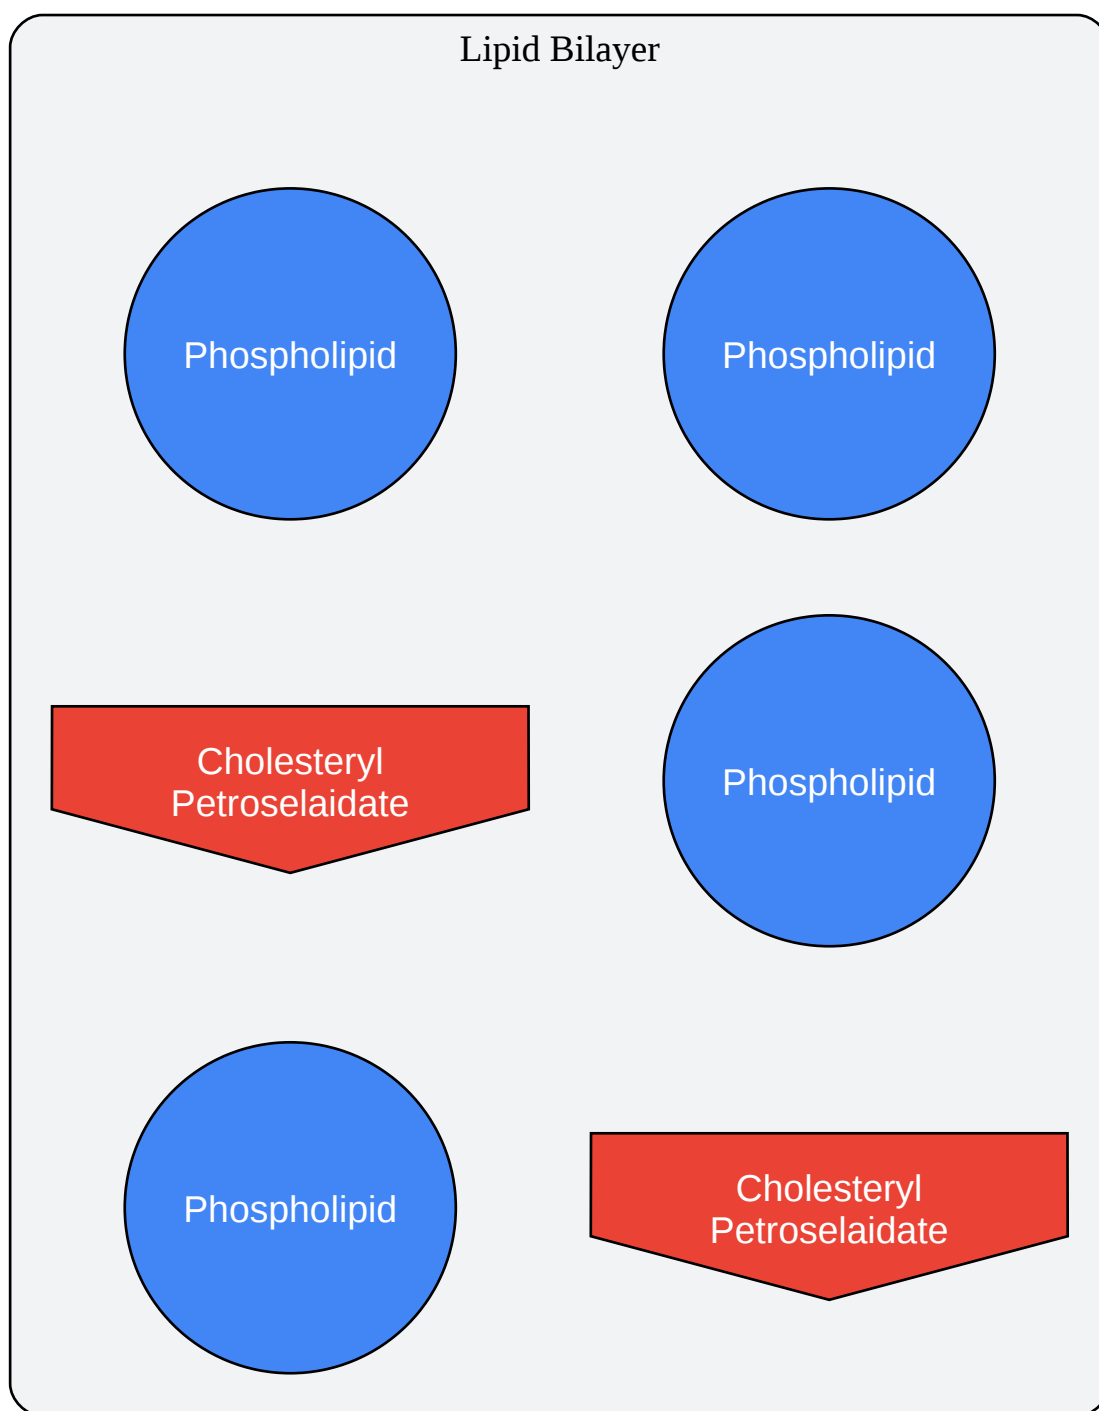 Lipid Bilayer
Phospholipid
Phospholipid
Cholesteryl
Petroselaidate
Phospholipid
Phospholipid
Cholesteryl
Petroselaidate